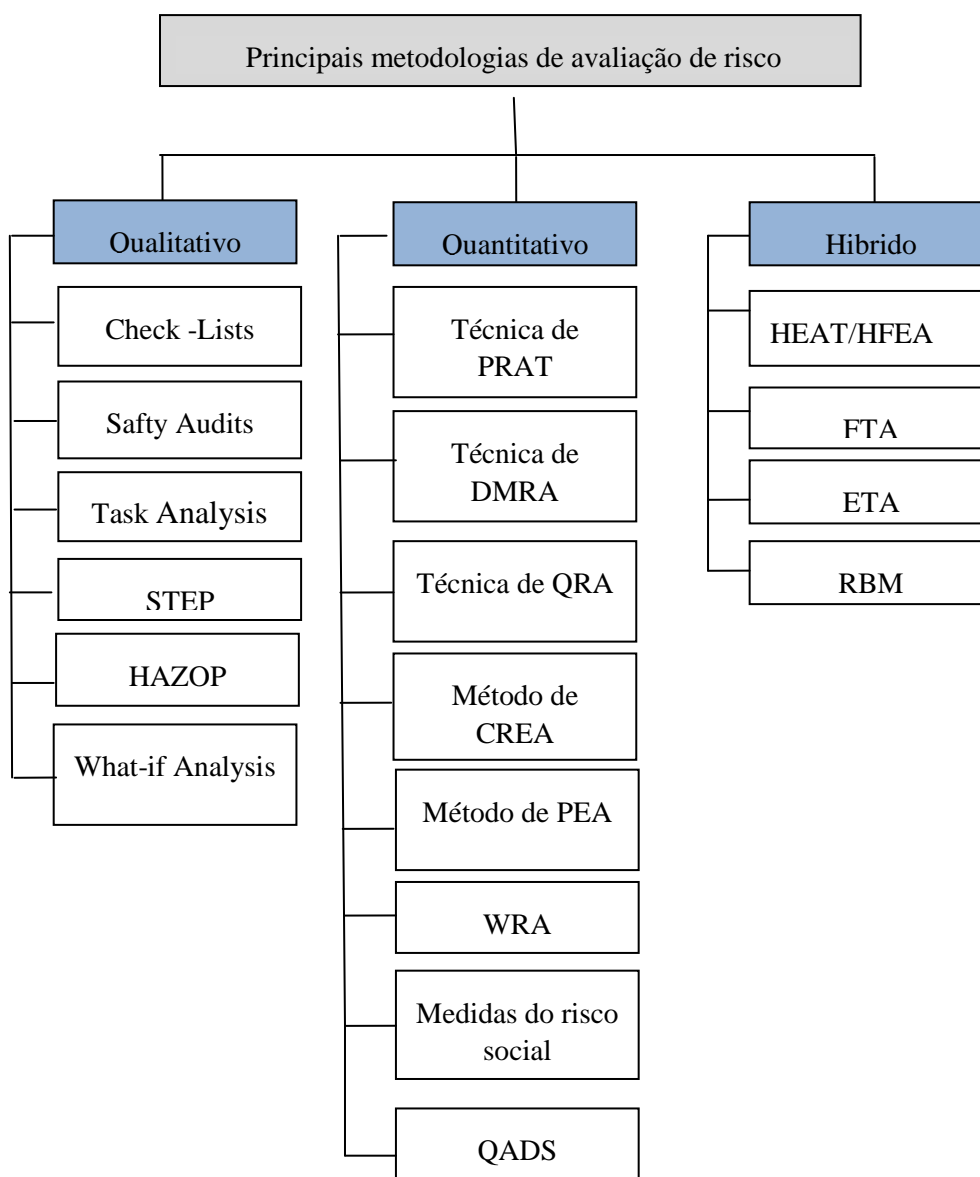 Principais metodologias de avaliação de risco
Qualitativo
Check -Lists
Safty Audits
Task Analysis
STEP
HAZOP
What-if Analysis
Quantitativo
Técnica de
PRAT
Técnica de
DMRA
Técnica de QRA
Método de
CREA
Método de PEA
WRA
Medidas do risco
social
QADS
Hibrido
HEAT/HFEA
FTA
ETA
RBM